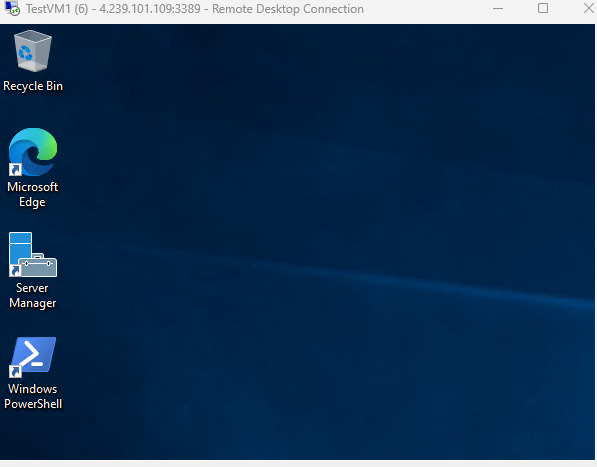 TestVM1 (6) - 4.239.101.109:3389 - Remote Desktop Connection
Recycle Bin
Microsoft
Edge
Server
Manager
Windows
PowerShell